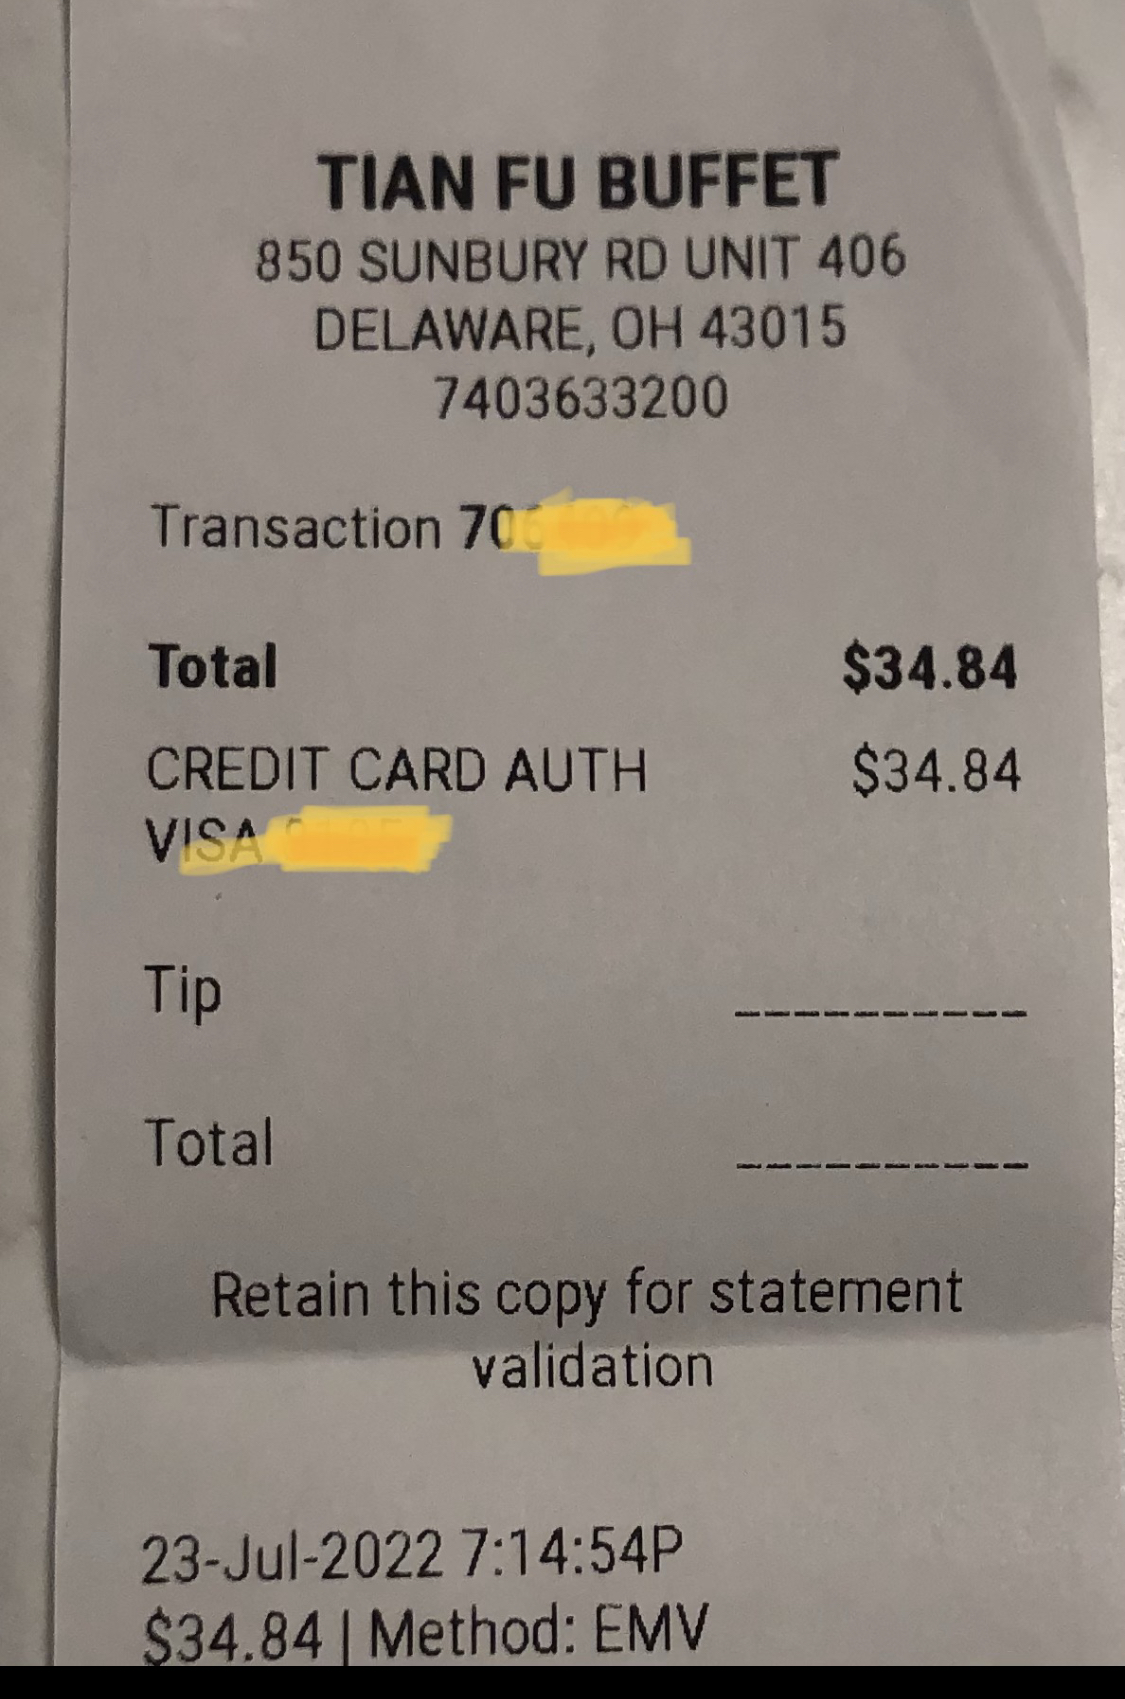 TIAN FU BUFFET
850 SUNBURY RD UNIT 406
DELAWARE, OH 43015
7403633200
Transaction
Total $34.84
CREDIT CARD AUTH $34.84
VISA
Tip __________
Total __________
Retain this copy for statement
validation
23-Jul-2022 7:14:54P
$34.84 | Method: EMV